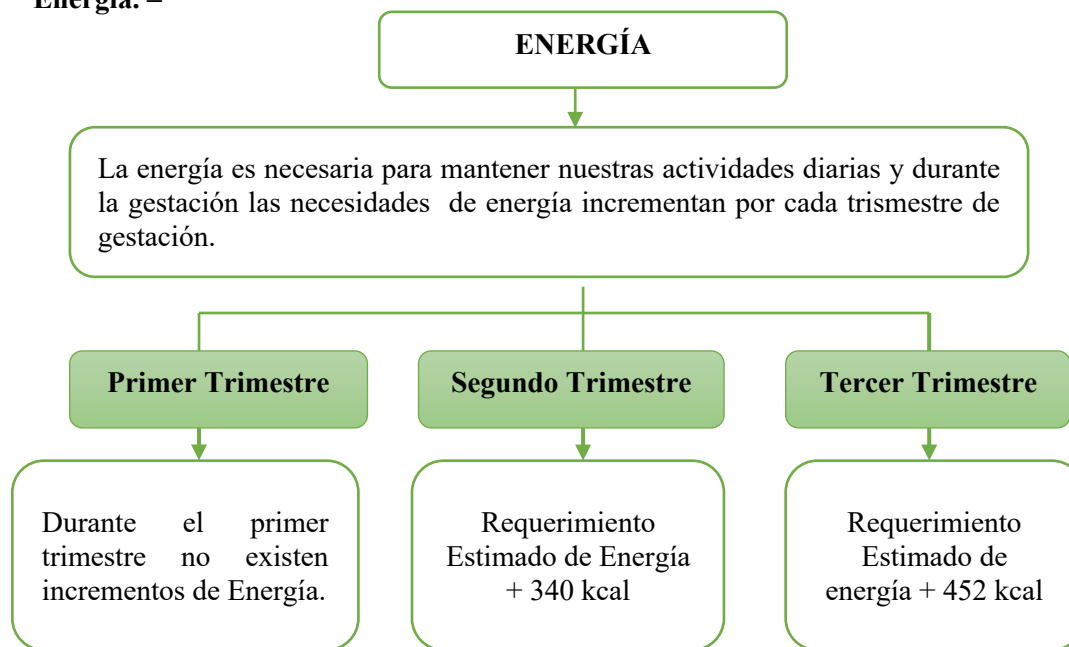 Energía. –
ENERGÍA
La energía es necesaria para mantener nuestras actividades diarias y durante
la gestación las necesidades de energía incrementan por cada trismestre de
gestación.
Primer Trimestre
Segundo Trimestre
Tercer Trimestre
Durante el primer
trimestre no existen
incrementos de Energía.
Requerimiento
Estimado de Energía
+ 340 kcal
Requerimiento
Estimado de
energía + 452 kcal